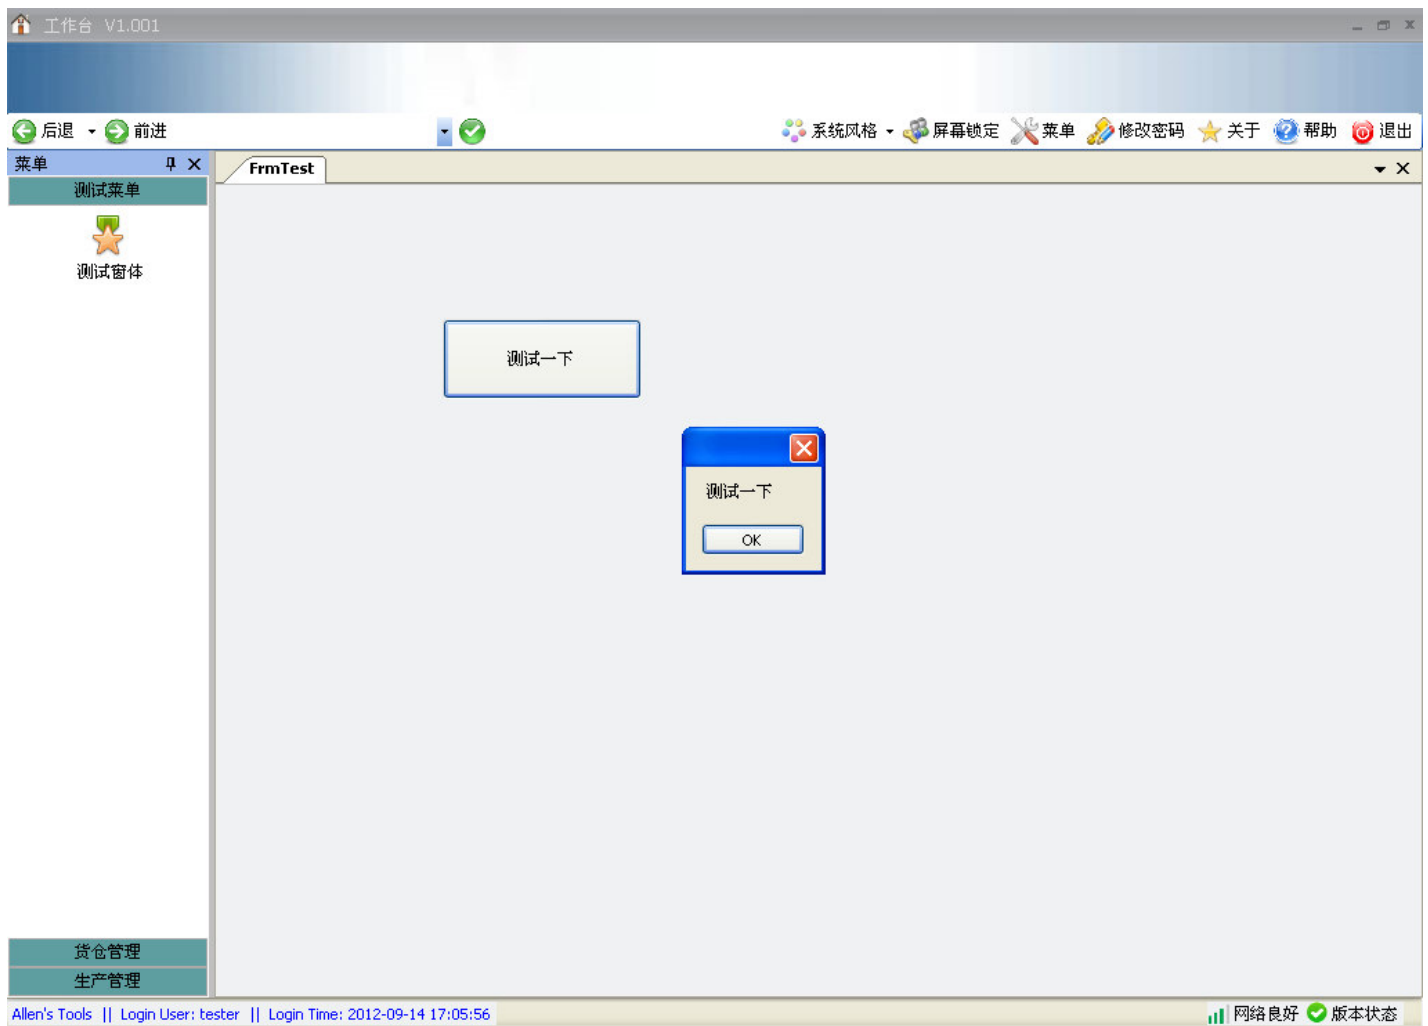 工作台 V1.001
后退 前进 系统风格 屏幕锁定 菜单 修改密码 关于 帮助 退出
菜单
FrmTest
测试菜单
测试窗体
测试一下
测试一下
OK
货仓管理
生产管理
Allen's Tools || Login User: tester || Login Time: 2012-09-14 17:05:56 网络良好 版本状态